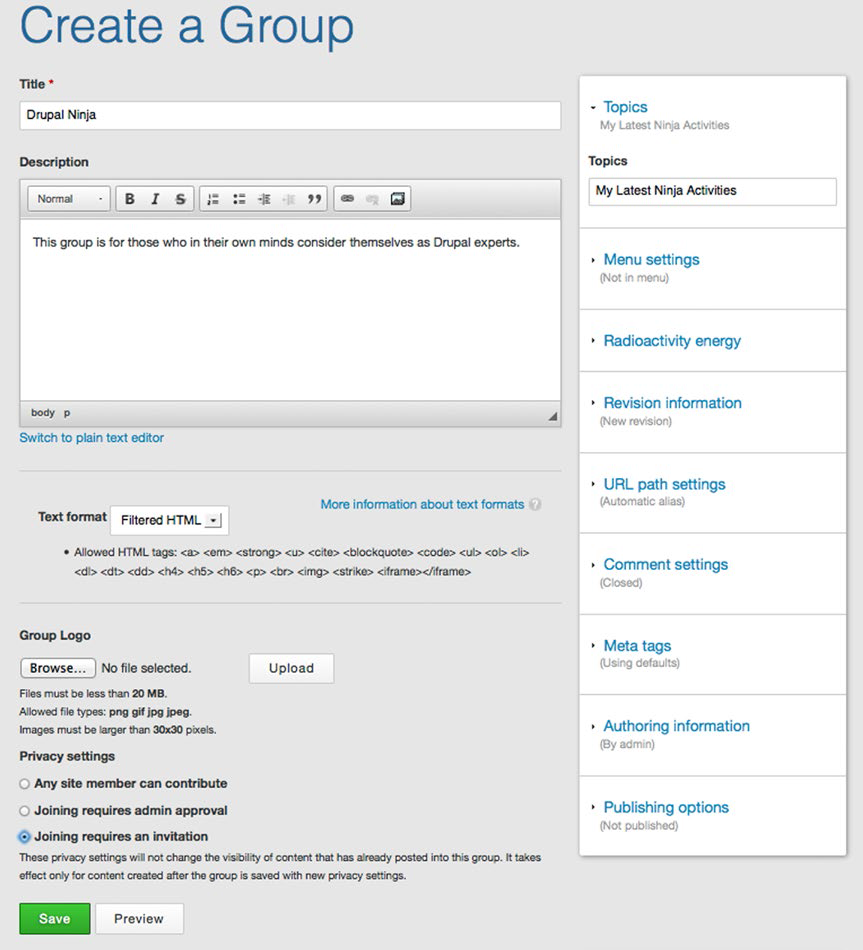 Create a Group
Title *
Drupal Ninja
Description
Normal
B I S
This group is for those who in their own minds consider themselves as Drupal experts.
body p
Switch to plain text editor
More information about text formats ?
Text format Filtered HTML
• Allowed HTML tags: <a> <em> <strong> <u> <cite> <blockquote> <code> <ul> <ol> <li>
<dl> <dt> <dd> <h4> <h5> <h6> <p> <br> <img> <strike> <iframe></iframe>
Group Logo
Browse... No file selected. Upload
Files must be less than 20 MB.
Allowed file types: png gif jpg jpeg.
Images must be larger than 30x30 pixels.
Privacy settings
Any site member can contribute
Joining requires admin approval
Joining requires an invitation
These privacy settings will not change the visibility of content that has already posted into this group. It takes
effect only for content created after the group is saved with new privacy settings.
Save Preview
Topics
My Latest Ninja Activities
Topics
My Latest Ninja Activities
Menu settings
(Not in menu)
Radioactivity energy
Revision information
(New revision)
URL path settings
(Automatic alias)
Comment settings
(Closed)
Meta tags
(Using defaults)
Authoring information
(By admin)
Publishing options
(Not published)